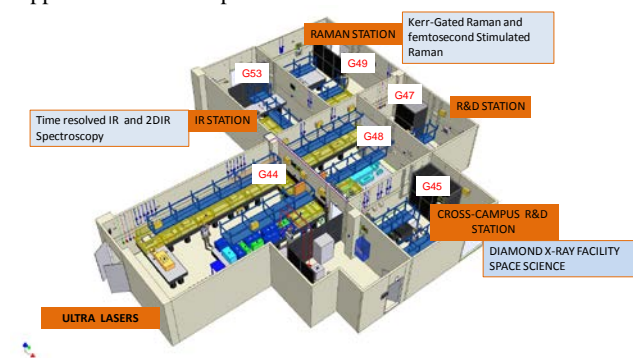 RAMAN STATION
Kerr-Gated Raman and
femtosecond Stimulated
Raman
G53
G49
G47
R&D STATION
Time resolved IR and 2DIR
Spectroscopy
IR STATION
G48
G44
G45
CROSS-CAMPUS R&D
STATION
DIAMOND X-RAY FACILITY
SPACE SCIENCE
ULTRA LASERS